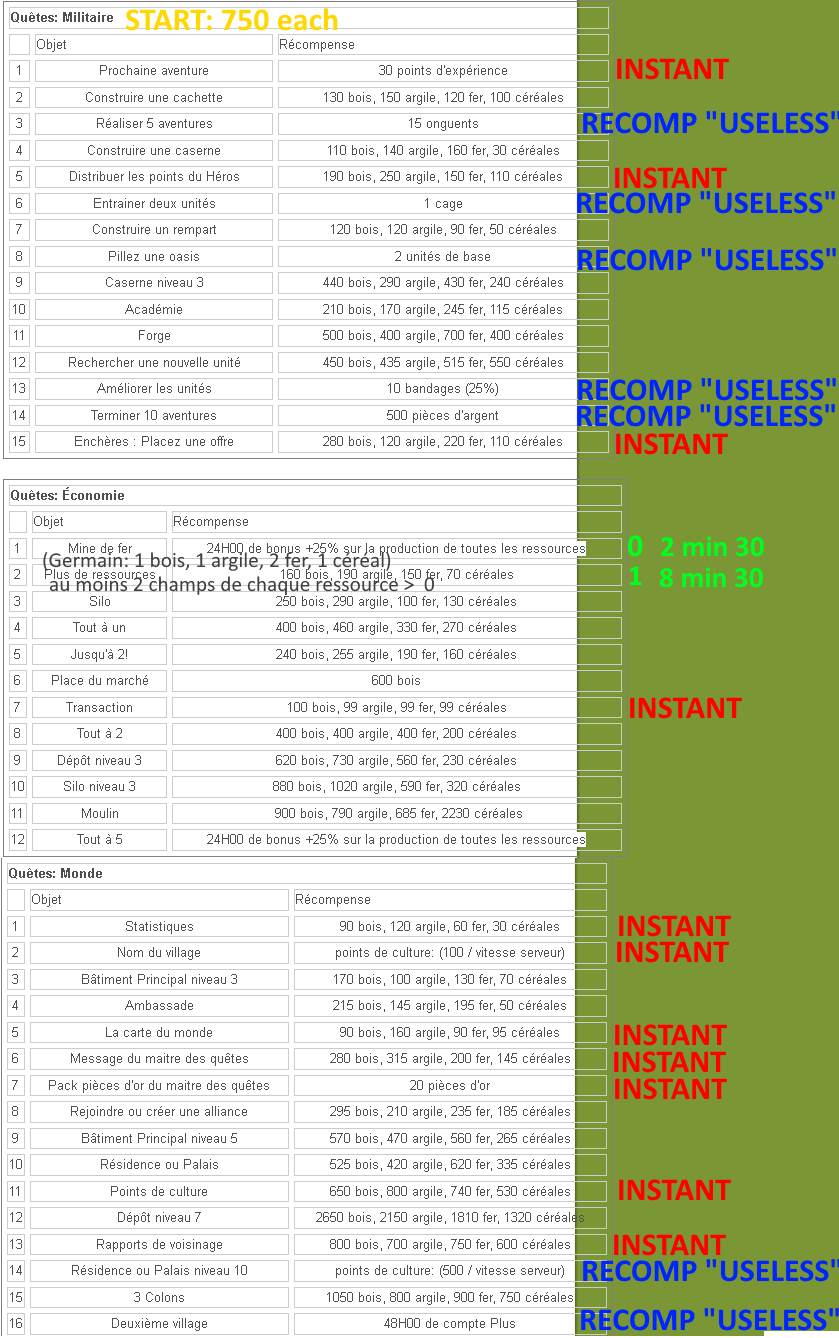 Quêtes: Militaire START: 750 each
Objet Récompense
1 Prochaine aventure 30 points d'expérience INSTANT
2 Construire une cachette 130 bois, 150 argile, 120 fer, 100 céréales
3 Réaliser 5 aventures 15 onguents RECOMP "USELESS"
4 Construire une caserne 110 bois, 140 argile, 160 fer, 30 céréales
5 Distribuer les points du Héros 190 bois, 250 argile, 150 fer, 110 céréales INSTANT
6 Entrainer deux unités 1 cage RECOMP "USELESS"
7 Construire un rempart 120 bois, 120 argile, 90 fer, 50 céréales
8 Pillez une oasis 2 unités de base RECOMP "USELESS"
9 Caserne niveau 3 440 bois, 290 argile, 430 fer, 240 céréales
10 Académie 210 bois, 170 argile, 245 fer, 115 céréales
11 Forge 500 bois, 400 argile, 700 fer, 400 céréales
12 Rechercher une nouvelle unité 450 bois, 435 argile, 515 fer, 550 céréales
13 Améliorer les unités 10 bandages (25%) RECOMP "USELESS"
14 Terminer 10 aventures 500 pièces d'argent RECOMP "USELESS"
15 Enchères : Placez une offre 280 bois, 120 argile, 220 fer, 110 céréales INSTANT
Quêtes: Économie
Objet Récompense
1 Mine de fer 24H00 de bonus +25% sur la production de toutes les ressources 0 2 min 30
(Germain: 1 bois, 1 argile, 2 fer, 1 céréal)
2 Plus de ressources 160 bois, 190 argile, 150 fer, 70 céréales 1 8 min 30
au moins 2 champs de chaque ressource > 0
3 Silo 250 bois, 290 argile, 100 fer, 130 céréales
4 Tout à un 400 bois, 460 argile, 330 fer, 270 céréales
5 Jusqu'à 2! 240 bois, 255 argile, 190 fer, 160 céréales
6 Place du marché 600 bois
7 Transaction 100 bois, 99 argile, 99 fer, 99 céréales INSTANT
8 Tout à 2 400 bois, 400 argile, 400 fer, 200 céréales
9 Dépôt niveau 3 620 bois, 730 argile, 560 fer, 230 céréales
10 Silo niveau 3 880 bois, 1020 argile, 590 fer, 320 céréales
11 Moulin 900 bois, 790 argile, 685 fer, 2230 céréales
12 Tout à 5 24H00 de bonus +25% sur la production de toutes les ressources
Quêtes: Monde
Objet Récompense
1 Statistiques 90 bois, 120 argile, 60 fer, 30 céréales INSTANT
2 Nom du village points de culture: (100 / vitesse serveur) INSTANT
3 Bâtiment Principal niveau 3 170 bois, 100 argile, 130 fer, 70 céréales
4 Ambassade 215 bois, 145 argile, 195 fer, 50 céréales
5 La carte du monde 90 bois, 160 argile, 90 fer, 95 céréales INSTANT
6 Message du maitre des quêtes 280 bois, 315 argile, 200 fer, 145 céréales INSTANT
7 Pack pièces d'or du maitre des quêtes 20 pièces d'or INSTANT
8 Rejoindre ou créer une alliance 295 bois, 210 argile, 235 fer, 185 céréales
9 Bâtiment Principal niveau 5 570 bois, 470 argile, 560 fer, 265 céréales
10 Résidence ou Palais 525 bois, 420 argile, 620 fer, 335 céréales
11 Points de culture 650 bois, 800 argile, 740 fer, 530 céréales INSTANT
12 Dépôt niveau 7 2650 bois, 2150 argile, 1810 fer, 1320 céréales
13 Rapports de voisinage 800 bois, 700 argile, 750 fer, 600 céréales INSTANT
14 Résidence ou Palais niveau 10 points de culture: (500 / vitesse serveur) RECOMP "USELESS"
15 3 Colons 1050 bois, 800 argile, 900 fer, 750 céréales
16 Deuxième village 48H00 de compte Plus RECOMP "USELESS"